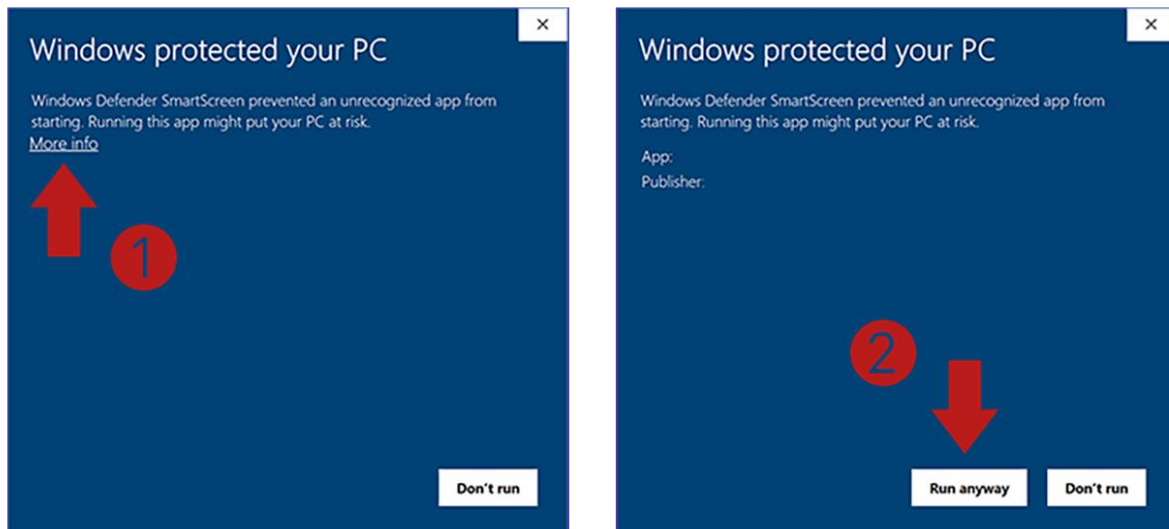 Windows protected your PC
Windows Defender SmartScreen prevented an unrecognized app from
starting. Running this app might put your PC at risk.
More info
1
Don't run
Windows protected your PC
Windows Defender SmartScreen prevented an unrecognized app from
starting. Running this app might put your PC at risk.
App:
Publisher:
2
Run anyway
Don't run